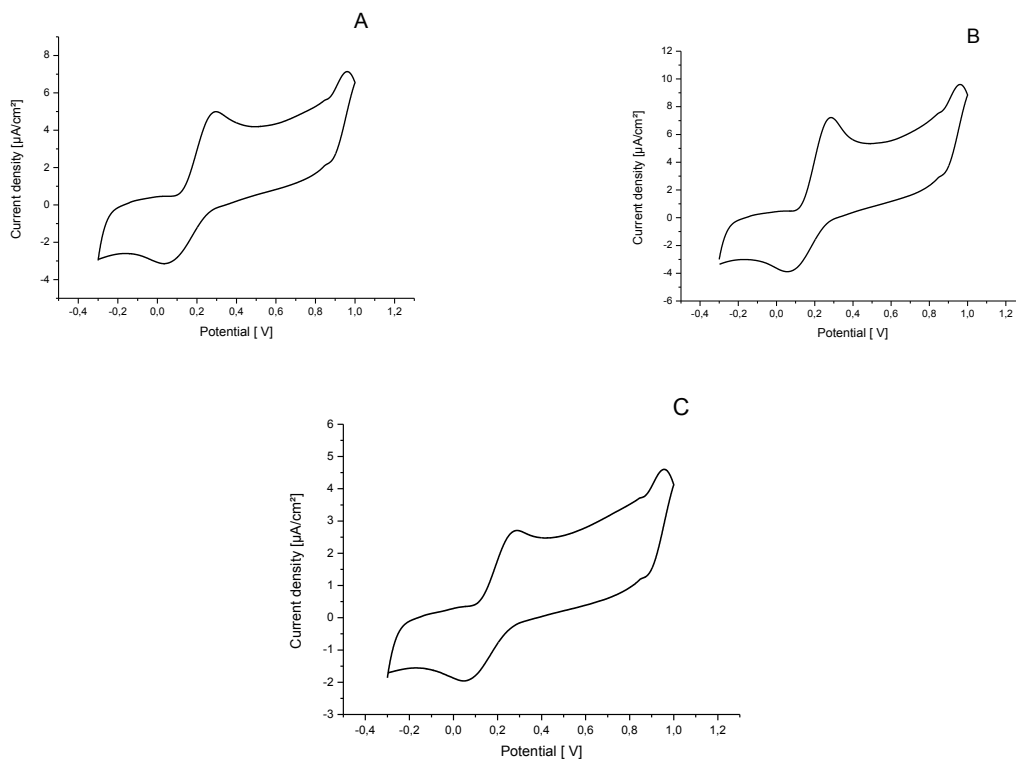 A
Current density [µA/cm²]
8
6
4
2
0
-2
-4
-0,4 -0,2 0,0 0,2 0,4 0,6 0,8 1,0 1,2
Potential [ V]
B
Current density [µA/cm²]
12
10
8
6
4
2
0
-2
-4
-6
-0,4 -0,2 0,0 0,2 0,4 0,6 0,8 1,0 1,2
Potential [ V]
C
Current density [µA/cm²]
6
5
4
3
2
1
0
-1
-2
-3
-0,4 -0,2 0,0 0,2 0,4 0,6 0,8 1,0 1,2
Potential [ V]